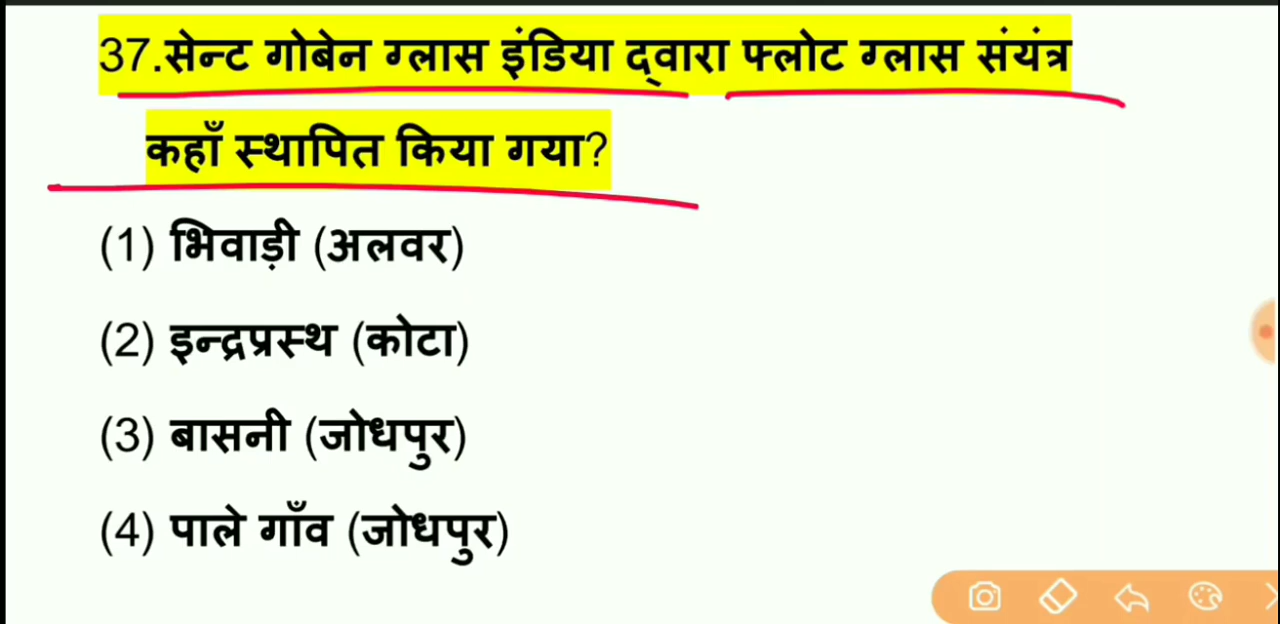 37.सेन्ट गोबेन ग्लास इंडिया द्वारा फ्लोट ग्लास संयंत्र
कहाँ स्थापित किया गया?
(1) भिवाड़ी (अलवर)
(2) इन्द्रप्रस्थ (कोटा)
(3) बासनी (जोधपुर)
(4) पाले गाँव (जोधपुर)